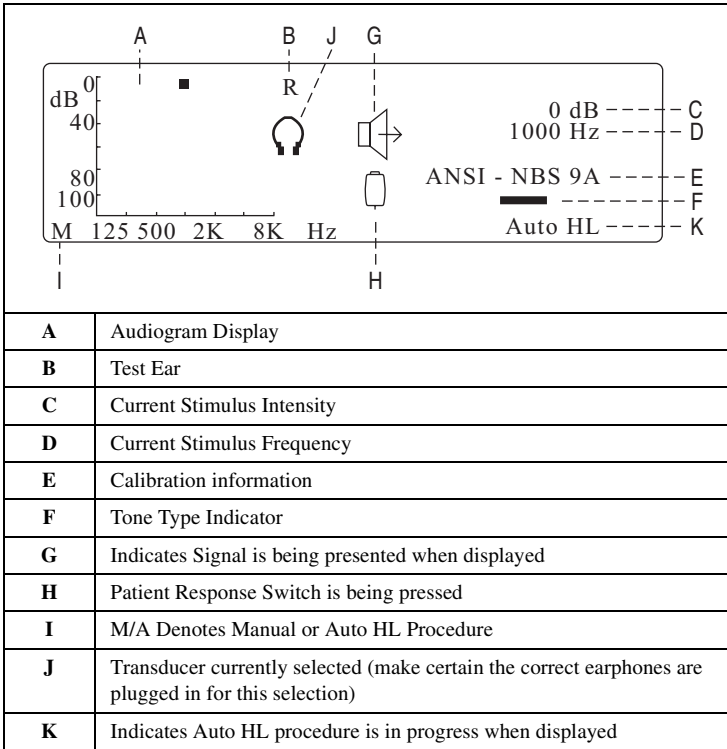 A B J G
0 R
dB 0 dB C
40 1000 Hz D
80 ANSI - NBS 9A E
100 F
M 125 500 2K 8K Hz Auto HL K
I H
A Audiogram Display
B Test Ear
C Current Stimulus Intensity
D Current Stimulus Frequency
E Calibration information
F Tone Type Indicator
G Indicates Signal is being presented when displayed
H Patient Response Switch is being pressed
I M/A Denotes Manual or Auto HL Procedure
J Transducer currently selected (make certain the correct earphones are
plugged in for this selection)
K Indicates Auto HL procedure is in progress when displayed